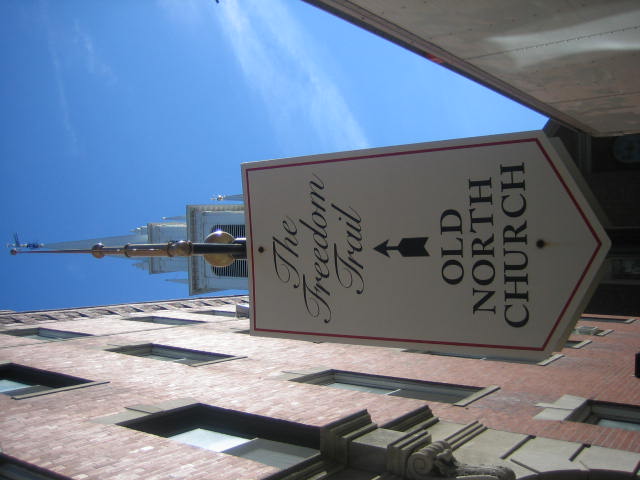 The
Freedom
Trail
OLD
NORTH
CHURCH